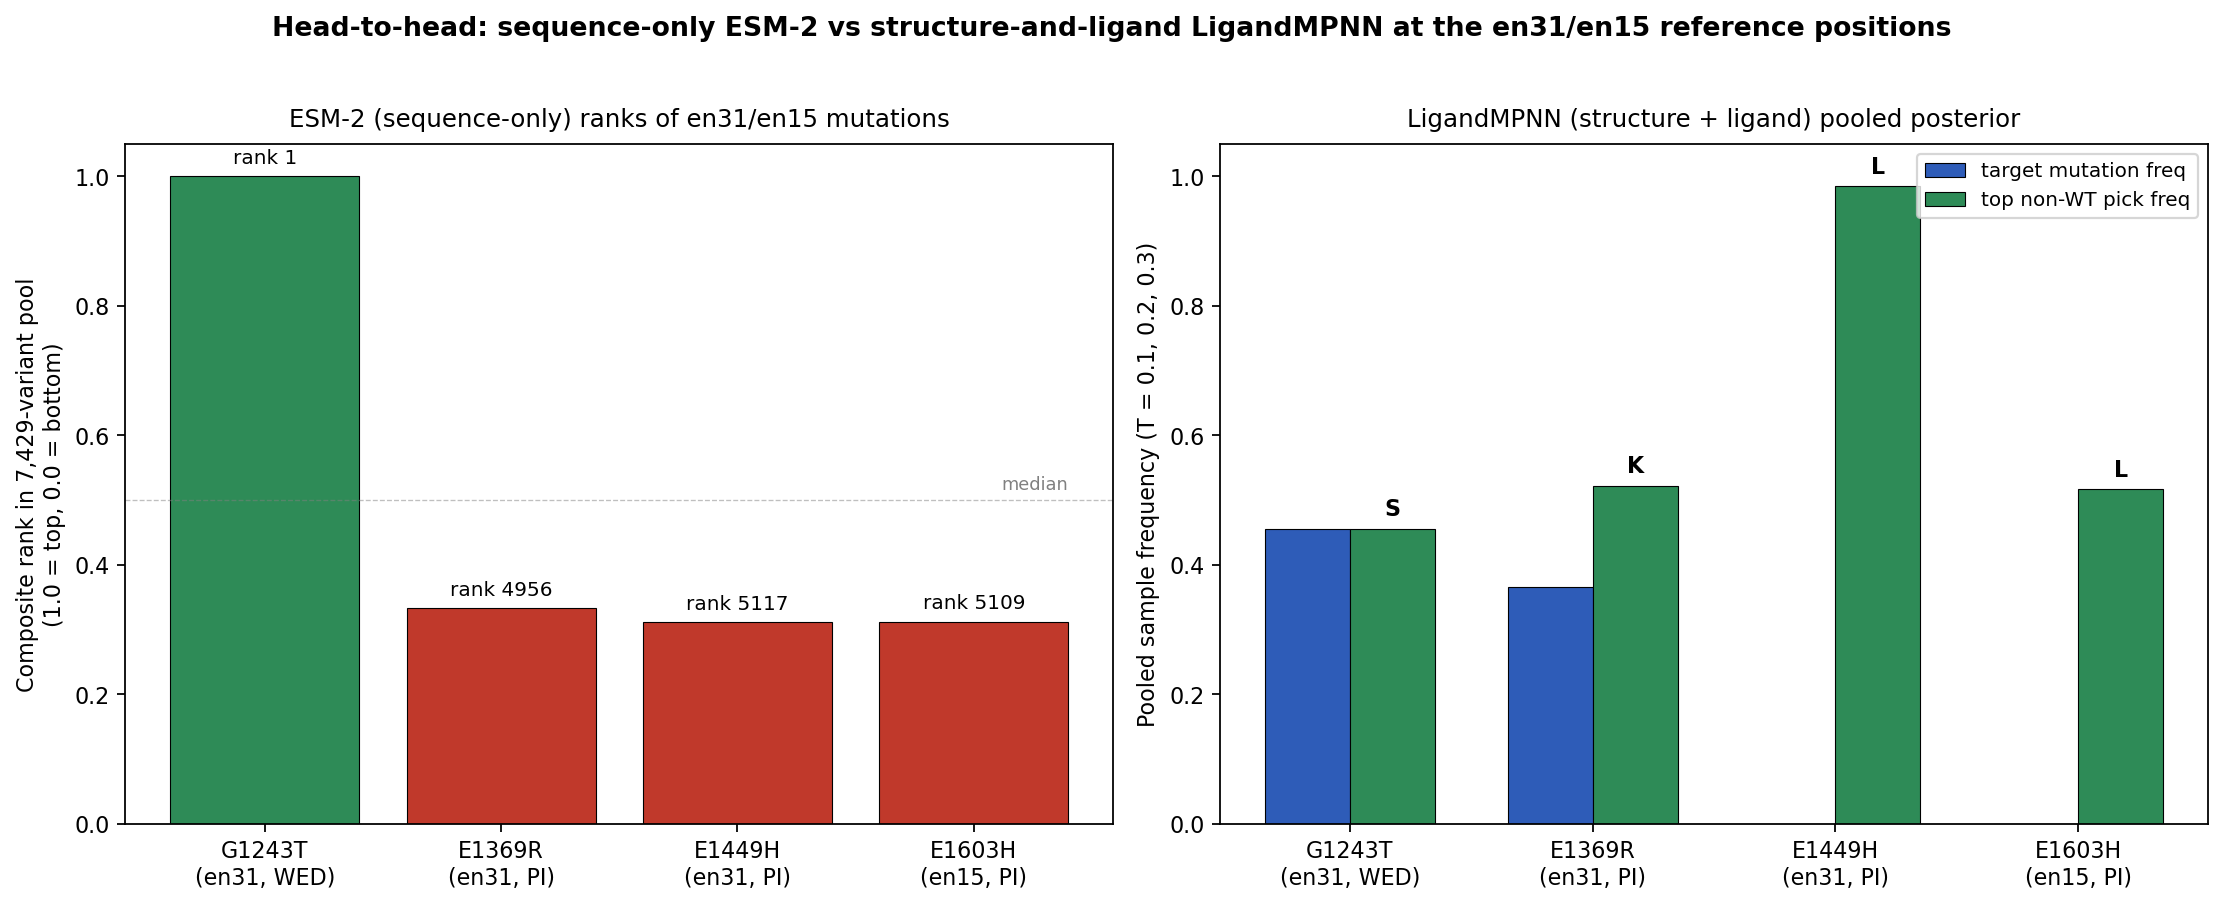 Head-to-head: sequence-only ESM-2 vs structure-and-ligand LigandMPNN at the en31/en15 reference positions
ESM-2 (sequence-only) ranks of en31/en15 mutations
Composite rank in 7,429-variant pool
(1.0 = top, 0.0 = bottom)
1.0
0.8
0.6
0.4
0.2
0.0
rank 1
rank 4956
rank 5117
rank 5109
median
G1243T
(en31, WED)
E1369R
(en31, PI)
E1449H
(en31, PI)
E1603H
(en15, PI)
LigandMPNN (structure + ligand) pooled posterior
Pooled sample frequency (T = 0.1, 0.2, 0.3)
1.0
0.8
0.6
0.4
0.2
0.0
target mutation freq
top non-WT pick freq
S
K
L
L
G1243T
(en31, WED)
E1369R
(en31, PI)
E1449H
(en31, PI)
E1603H
(en15, PI)